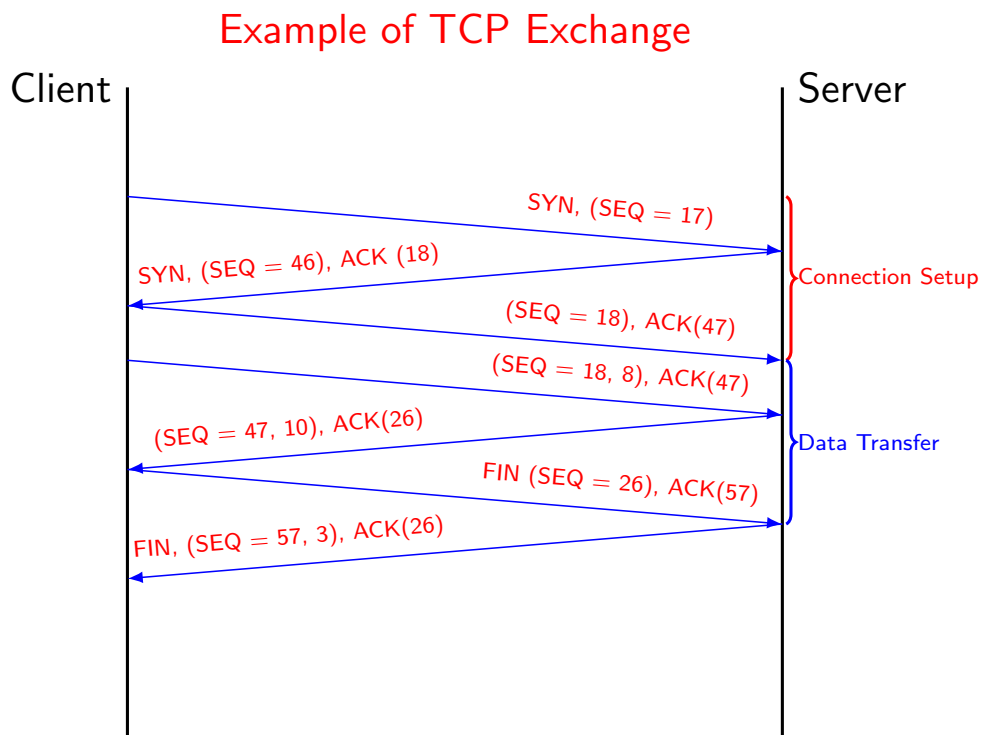 Example of TCP Exchange
Client
Server
SYN, (SEQ = 17)
SYN, (SEQ = 46), ACK (18)
Connection Setup
(SEQ = 18), ACK(47)
(SEQ = 18, 8), ACK(47)
(SEQ = 47, 10), ACK(26)
Data Transfer
FIN (SEQ = 26), ACK(57)
FIN, (SEQ = 57, 3), ACK(26)